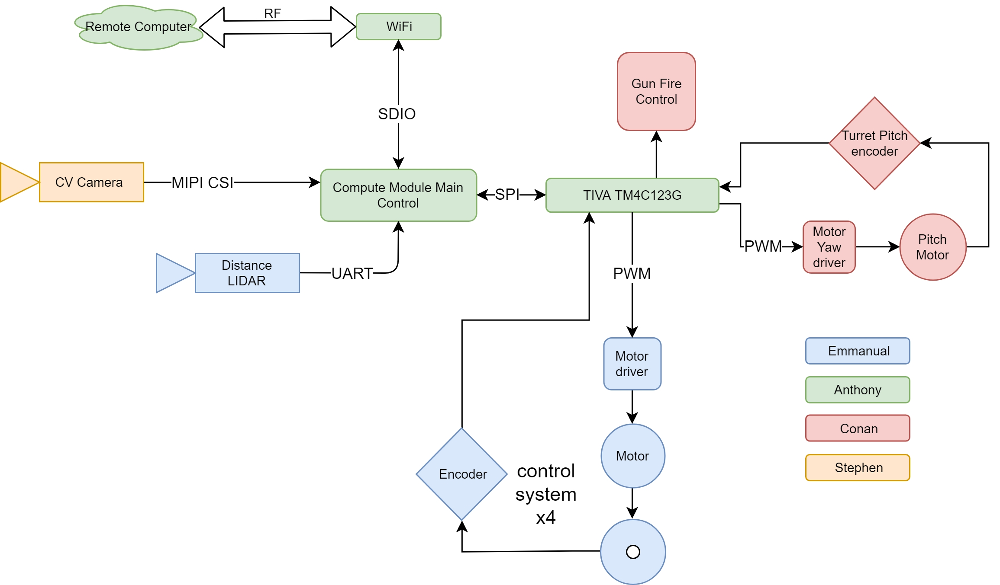 RF
Remote Computer
WiFi
Gun Fire
Control
SDIO
Turret Pitch
encoder
CV Camera
MIPI CSI
Compute Module Main
Control
SPI
TIVA TM4C123G
Motor
Yaw
driver
PWM
Pitch
Motor
Distance
LIDAR
UART
PWM
Motor
driver
Emmanual
Anthony
Conan
Stephen
Motor
Encoder
control
system
x4